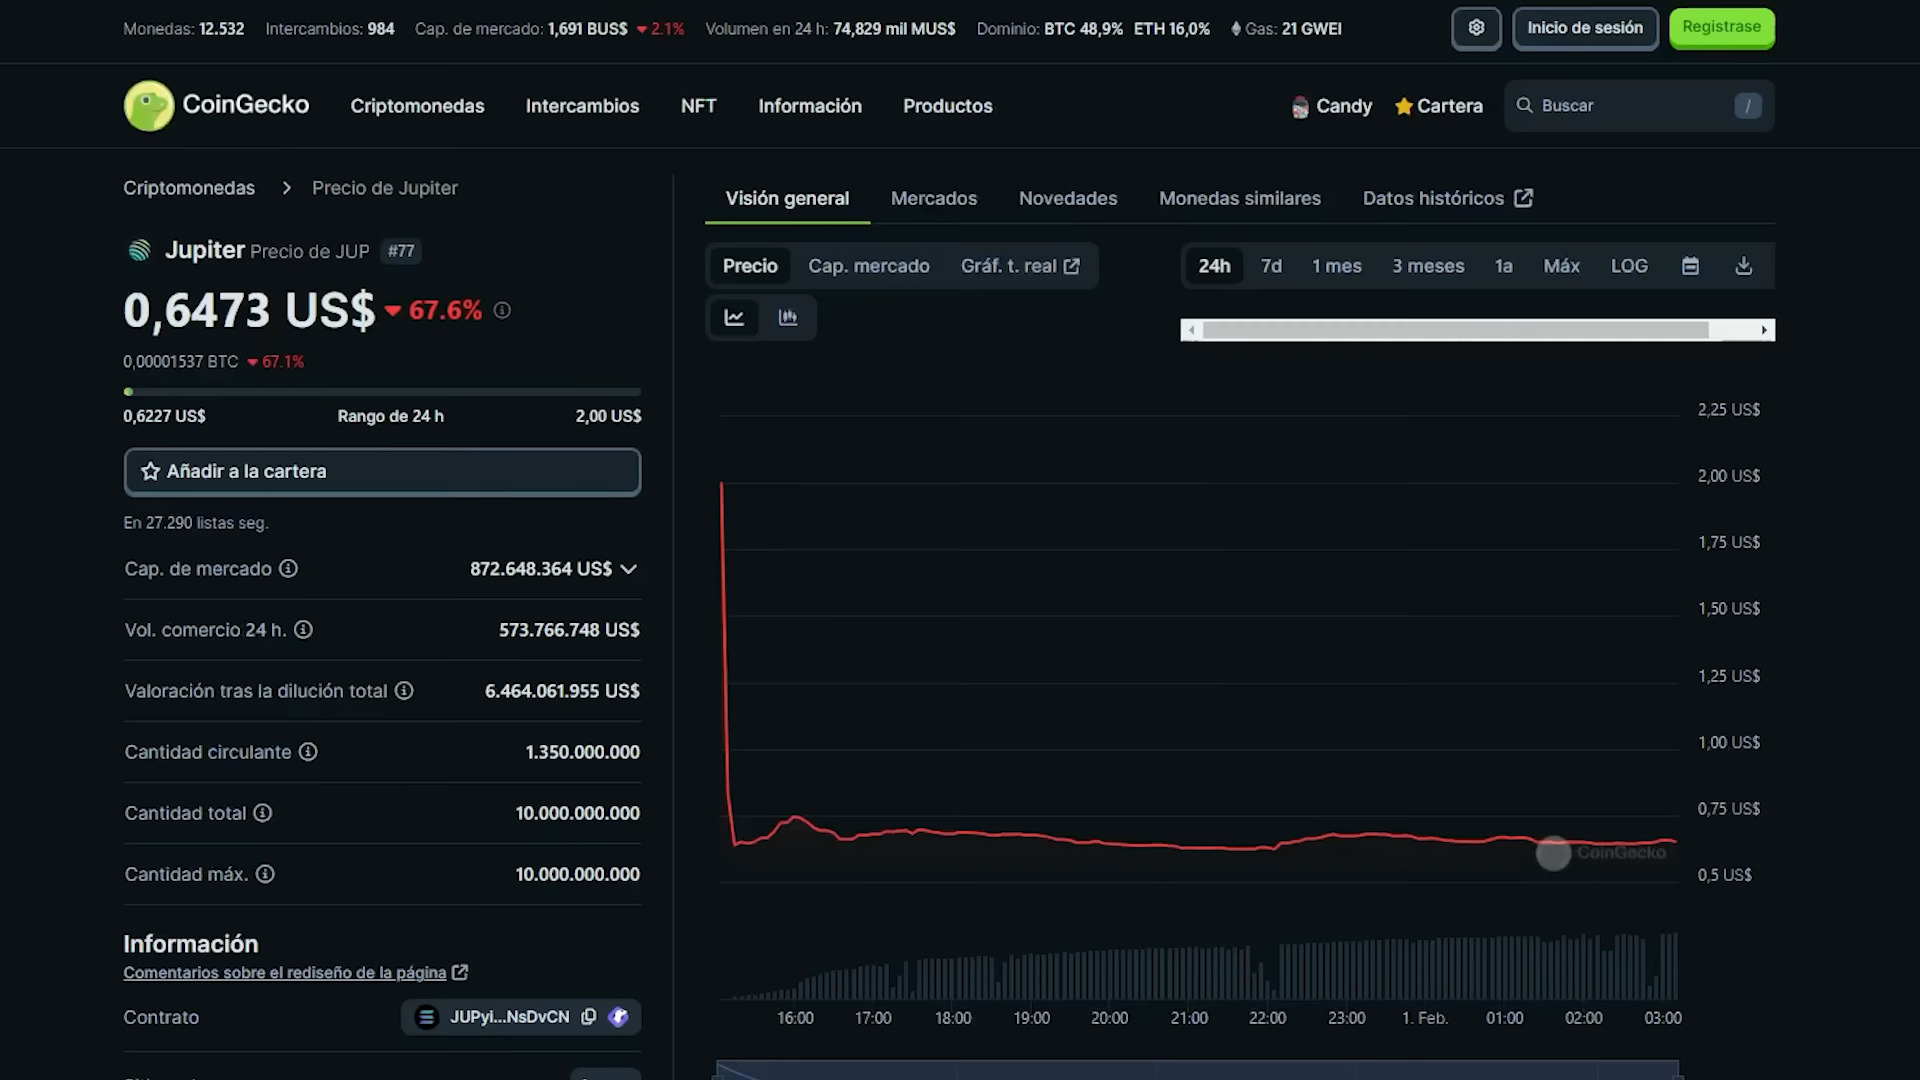 Monedas: 12.532 Intercambios: 984 Cap. de mercado: 1,691 BUS$ 2.1% Volumen en 24 h: 74,829 mil MUS$ Dominio: BTC 48,9% ETH 16,0% Gas: 21 GWEI Inicio de sesión Regístrase
CoinGecko Criptomonedas Intercambios NFT Información Productos Candy Cartera Buscar /
Criptomonedas > Precio de Jupiter
Jupiter Precio de JUP #77
0,6473 US$ 67.6%
0,00001537 BTC 67.1%
0,6227 US$ Rango de 24 h 2,00 US$
Añadir a la cartera
En 27.290 listas seg.
Cap. de mercado 872.648.364 US$
Vol. comercio 24 h. 573.766.748 US$
Valoración tras la dilución total 6.464.061.955 US$
Cantidad circulante 1.350.000.000
Cantidad total 10.000.000.000
Cantidad máx. 10.000.000.000
Información
Comentarios sobre el rediseño de la página
Contrato JUPyi...NsDvCN
Visión general Mercados Novedades Monedas similares Datos históricos
Precio Cap. mercado Gráf. t. real 24h 7d 1 mes 3 meses 1a Máx LOG
2,25 US$
2,00 US$
1,75 US$
1,50 US$
1,25 US$
1,00 US$
0,75 US$
CoinGecko
0,5 US$
16:00 17:00 18:00 19:00 20:00 21:00 22:00 23:00 1. Feb. 01:00 02:00 03:00